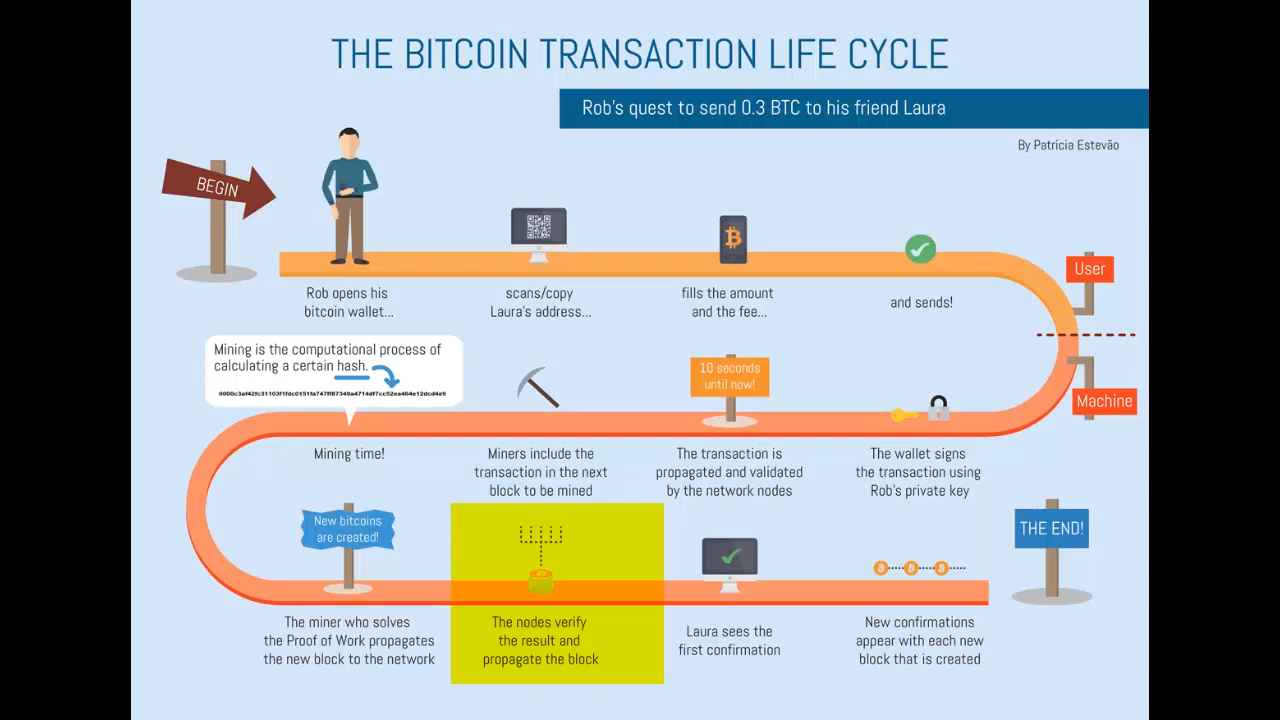 THE BITCOIN TRANSACTION LIFE CYCLE
Rob's quest to send 0.3 BTC to his friend Laura
By Patrícia Estevão
BEGIN
Rob opens his
bitcoin wallet...
scans/copy
Laura's address...
fills the amount
and the fee...
and sends!
User
Machine
The wallet signs
the transaction using
Rob's private key
10 seconds
until now!
The transaction is
propagated and validated
by the network nodes
Miners include the
transaction in the next
block to be mined
Mining is the computational process of
calculating a certain hash.
Mining time!
New bitcoins
are created!
The miner who solves
the Proof of Work propagates
the new block to the network
The nodes verify
the result and
propagate the block
Laura sees the
first confirmation
New confirmations
appear with each new
block that is created
THE END!